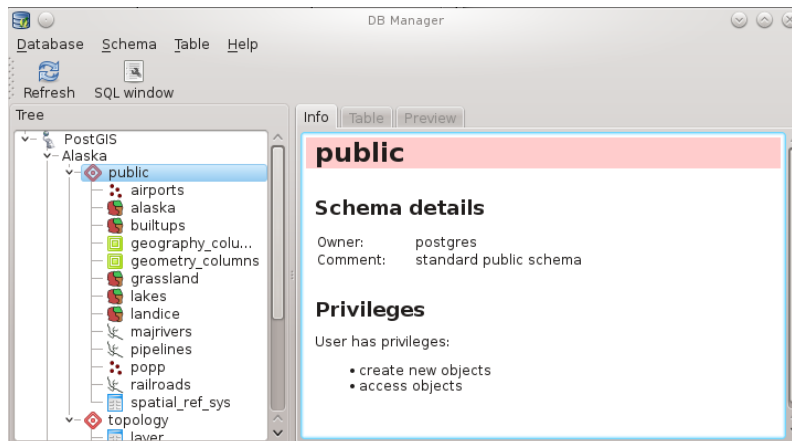 DB Manager
Database Schema Table Help
Refresh SQL window
Tree
PostGIS
Alaska
public
airports
alaska
builtups
geography_colu...
geometry_columns
grassland
lakes
landice
majrivers
pipelines
popp
railroads
spatial_ref_sys
topology
layer
Info Table Preview
public
Schema details
Owner: postgres
Comment: standard public schema
Privileges
User has privileges:
• create new objects
• access objects